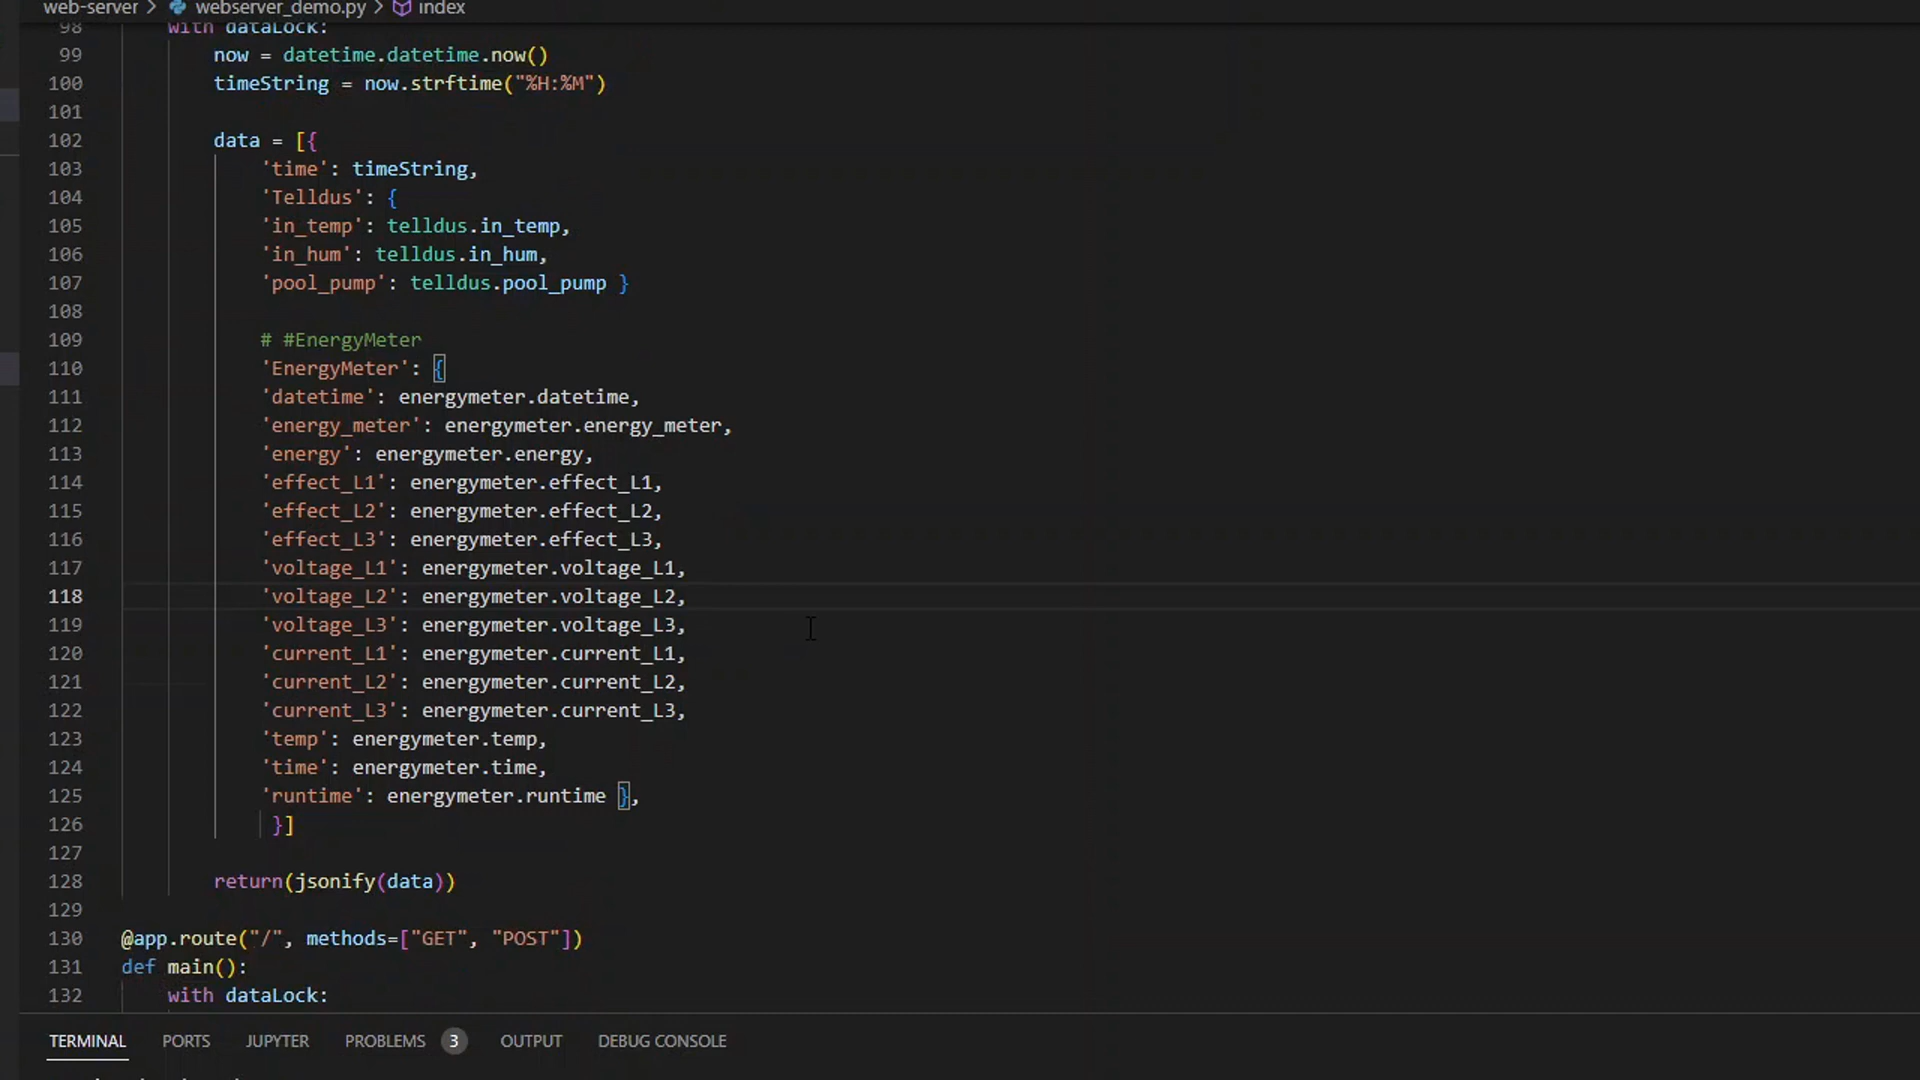 web-server > webserver_demo.py > index
98 with dataLock:
99 now = datetime.datetime.now()
100 timeString = now.strftime("%H:%M")
101
102 data = [{
103 'time': timeString,
104 'Telldus': {
105 'in_temp': telldus.in_temp,
106 'in_hum': telldus.in_hum,
107 'pool_pump': telldus.pool_pump }
108
109 # #EnergyMeter
110 'EnergyMeter': {
111 'datetime': energymeter.datetime,
112 'energy_meter': energymeter.energy_meter,
113 'energy': energymeter.energy,
114 'effect_L1': energymeter.effect_L1,
115 'effect_L2': energymeter.effect_L2,
116 'effect_L3': energymeter.effect_L3,
117 'voltage_L1': energymeter.voltage_L1,
118 'voltage_L2': energymeter.voltage_L2,
119 'voltage_L3': energymeter.voltage_L3,
120 'current_L1': energymeter.current_L1,
121 'current_L2': energymeter.current_L2,
122 'current_L3': energymeter.current_L3,
123 'temp': energymeter.temp,
124 'time': energymeter.time,
125 'runtime': energymeter.runtime },
126 }]
127
128 return(jsonify(data))
129
130 @app.route("/", methods=["GET", "POST"])
131 def main():
132 with dataLock:
TERMINAL PORTS JUPYTER PROBLEMS 3 OUTPUT DEBUG CONSOLE